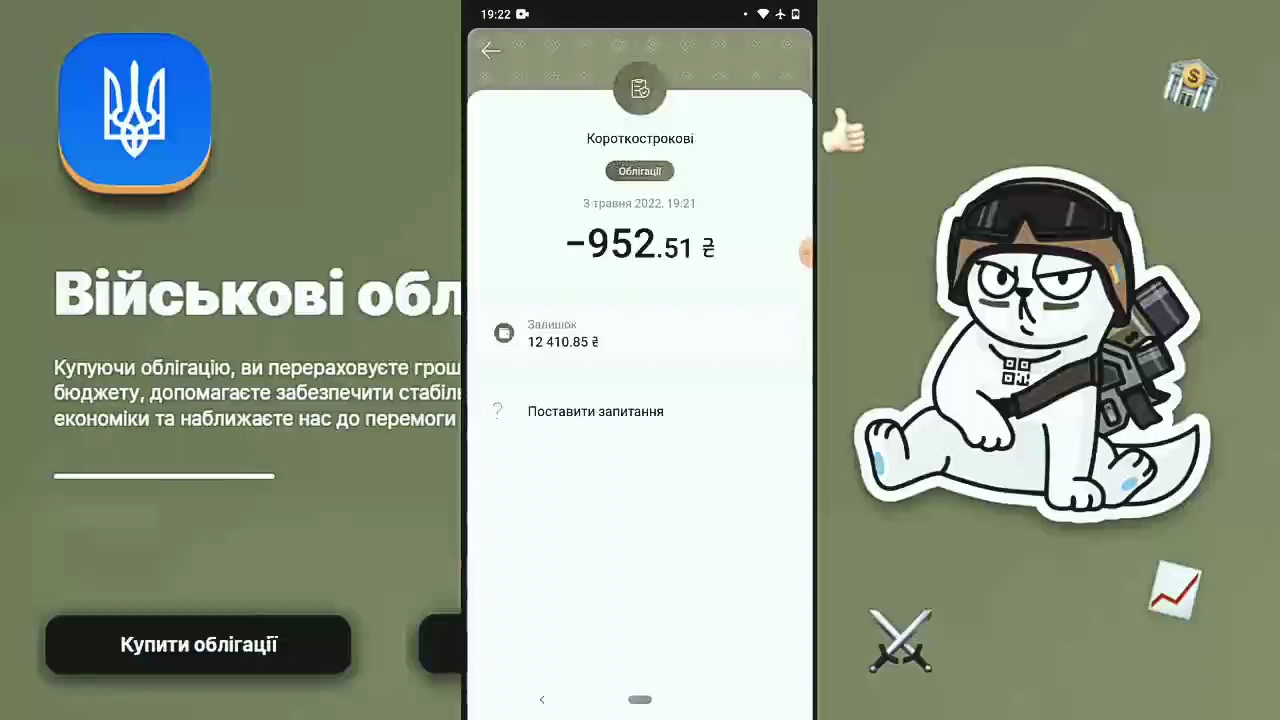 19:22
Військові обл
Купуючи облігацію, ви перераховуєте грош
бюджету, допомагаєте забезпечити стабіль
економіки та наближаєте нас до перемоги
Купити облігації
Короткострокові
Облігації
3 травня 2022, 19:21
−952.51 ₴
Залишок
12 410.85 ₴
? Поставити запитання